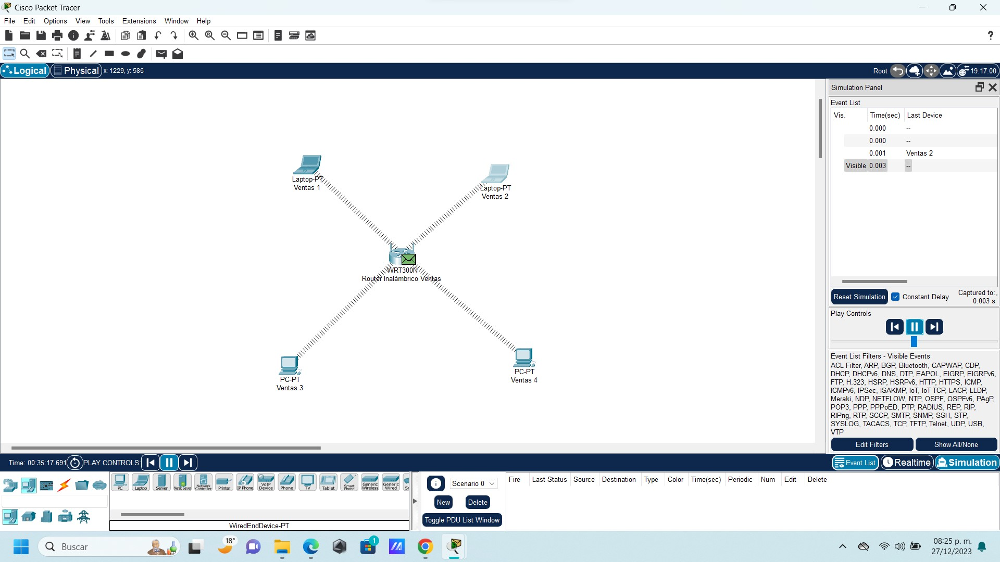 Cisco Packet Tracer
File Edit Options View Tools Extensions Window Help
Logical Physical x: 1229, y: 586
Root 19:17:00
Laptop-PT
Ventas 1
Laptop-PT
Ventas 2
WRT300N
Router Inalámbrico Ventas
PC-PT
Ventas 3
PC-PT
Ventas 4
Simulation Panel
Event List
Vis. Time(sec) Last Device
0.000 --
0.000 --
0.001 Ventas 2
Visible 0.003 --
Reset Simulation Constant Delay Captured to:
0.003 s
Play Controls
Event List Filters - Visible Events
ACL Filter, ARP, BGP, Bluetooth, CAPWAP, CDP,
DHCP, DHCPv6, DNS, DTP, EAPOL, EIGRP, EIGRPv6,
FTP, H.323, HSRP, HSRPv6, HTTP, HTTPS, ICMP,
ICMPv6, IPSec, ISAKMP, IoT, IoT TCP, LACP, LLDP,
Meraki, NDP, NETFLOW, NTP, OSPF, OSPFv6, PAgP,
POP3, PPP, PPPoED, PTP, RADIUS, REP, RIP,
RIPng, RTP, SCCP, SMTP, SNMP, SSH, STP,
SYSLOG, TACACS, TCP, TFTP, Telnet, UDP, USB,
VTP
Edit Filters Show All/None
Time: 00:35:17.691 PLAY CONTROLS:
Event List Realtime Simulation
PC Laptop Server Meraki Server Network Controller Printer IP Phone VoIP Device Phone TV Tablet Smart Phone Generic Wireless Generic Wired
WiredEndDevice-PT
Scenario 0
New Delete
Toggle PDU List Window
Fire Last Status Source Destination Type Color Time(sec) Periodic Num Edit Delete
Buscar
18°
1
08:25 p. m.
27/12/2023